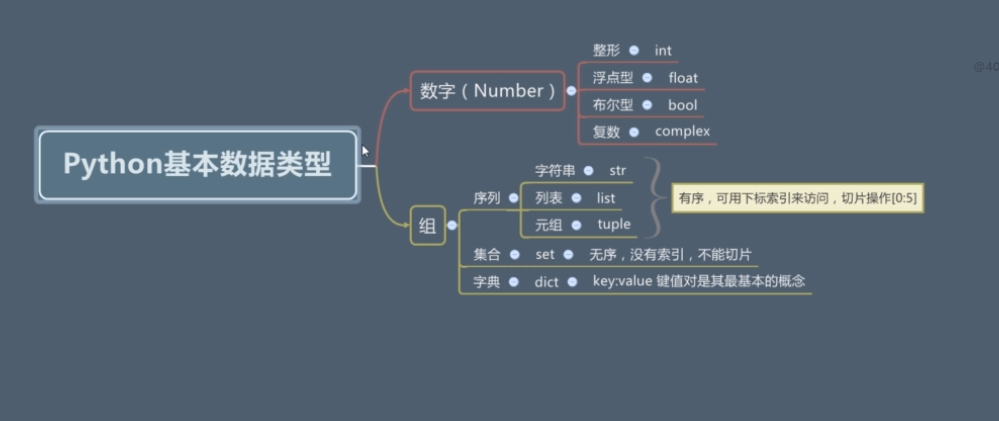 Python基本数据类型
数字（Number）
整形 int
浮点型 float
布尔型 bool
复数 complex
组
序列
字符串 str
列表 list
元组 tuple
有序，可用下标索引来访问，切片操作[0:5]
集合 set 无序，没有索引，不能切片
字典 dict key:value 键值对是其最基本的概念